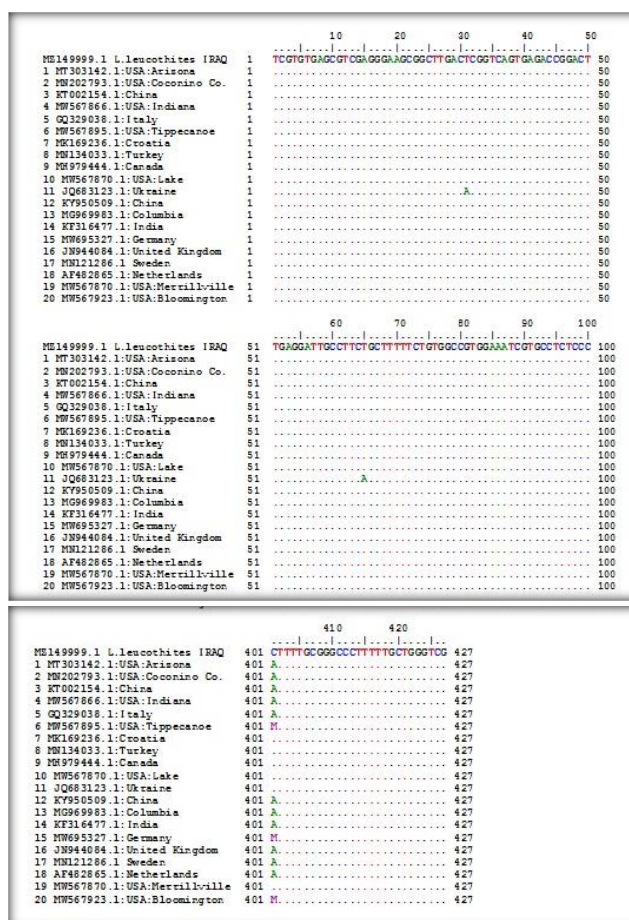 10 20 30 40 50
....|....|....|....|....|....|....|....|....|....|
MZ149999.1 L.leucothites IRAQ 1 TCGTGTGAGCGTCGAGGGAAGCGGCTTGACTCGGTCAGTGAGACCGGACT 50
1 MT303142.1:USA:Arisona 1 .................................................. 50
2 MN202793.1:USA:Coconino Co. 1 .................................................. 50
3 KT002154.1:China 1 .................................................. 50
4 MW567866.1:USA:Indiana 1 .................................................. 50
5 GQ329038.1:Italy 1 .................................................. 50
6 MW567895.1:USA:Tippecanoe 1 .................................................. 50
7 MK169236.1:Croatia 1 .................................................. 50
8 MN134033.1:Turkey 1 .................................................. 50
9 MH979444.1:Canada 1 .................................................. 50
10 MW567870.1:USA:Lake 1 .................................................. 50
11 JQ683123.1:Ukraine 1 ..............................A................... 50
12 KY950509.1:China 1 .................................................. 50
13 MG969983.1:Columbia 1 .................................................. 50
14 KF316477.1:India 1 .................................................. 50
15 MW695327.1:Germany 1 .................................................. 50
16 JN944084.1:United Kingdom 1 .................................................. 50
17 MN121286.1 Sweden 1 .................................................. 50
18 AF482865.1:Netherlands 1 .................................................. 50
19 MW567870.1:USA:Merrillville 1 .................................................. 50
20 MW567923.1:USA:Bloomington 1 .................................................. 50
60 70 80 90 100
....|....|....|....|....|....|....|....|....|....|
MZ149999.1 L.leucothites IRAQ 51 TGAGGATTGCCTTCTGCTTTTTCTGTGGCCGTGGAAATCGTGCCTCTCCC 100
1 MT303142.1:USA:Arisona 51 .................................................. 100
2 MN202793.1:USA:Coconino Co. 51 .................................................. 100
3 KT002154.1:China 51 .................................................. 100
4 MW567866.1:USA:Indiana 51 .................................................. 100
5 GQ329038.1:Italy 51 .................................................. 100
6 MW567895.1:USA:Tippecanoe 51 .................................................. 100
7 MK169236.1:Croatia 51 .................................................. 100
8 MN134033.1:Turkey 51 .................................................. 100
9 MH979444.1:Canada 51 .................................................. 100
10 MW567870.1:USA:Lake 51 .................................................. 100
11 JQ683123.1:Ukraine 51 ..............A................................... 100
12 KY950509.1:China 51 .................................................. 100
13 MG969983.1:Columbia 51 .................................................. 100
14 KF316477.1:India 51 .................................................. 100
15 MW695327.1:Germany 51 .................................................. 100
16 JN944084.1:United Kingdom 51 .................................................. 100
17 MN121286.1 Sweden 51 .................................................. 100
18 AF482865.1:Netherlands 51 .................................................. 100
19 MW567870.1:USA:Merrillville 51 .................................................. 100
20 MW567923.1:USA:Bloomington 51 .................................................. 100
410 420
....|....|....|....|....|..
MZ149999.1 L.leucothites IRAQ 401 CTTTTGCGGGCCCTTTTTGCTGGGTCG 427
1 MT303142.1:USA:Arisona 401 A.......................... 427
2 MN202793.1:USA:Coconino Co. 401 A.......................... 427
3 KT002154.1:China 401 A.......................... 427
4 MW567866.1:USA:Indiana 401 A.......................... 427
5 GQ329038.1:Italy 401 A.......................... 427
6 MW567895.1:USA:Tippecanoe 401 M.......................... 427
7 MK169236.1:Croatia 401 ........................... 427
8 MN134033.1:Turkey 401 ........................... 427
9 MH979444.1:Canada 401 ........................... 427
10 MW567870.1:USA:Lake 401 ........................... 427
11 JQ683123.1:Ukraine 401 ........................... 427
12 KY950509.1:China 401 A.......................... 427
13 MG969983.1:Columbia 401 A.......................... 427
14 KF316477.1:India 401 A.......................... 427
15 MW695327.1:Germany 401 M.......................... 427
16 JN944084.1:United Kingdom 401 A.......................... 427
17 MN121286.1 Sweden 401 A.......................... 427
18 AF482865.1:Netherlands 401 A.......................... 427
19 MW567870.1:USA:Merrillville 401 ........................... 427
20 MW567923.1:USA:Bloomington 401 M.......................... 427